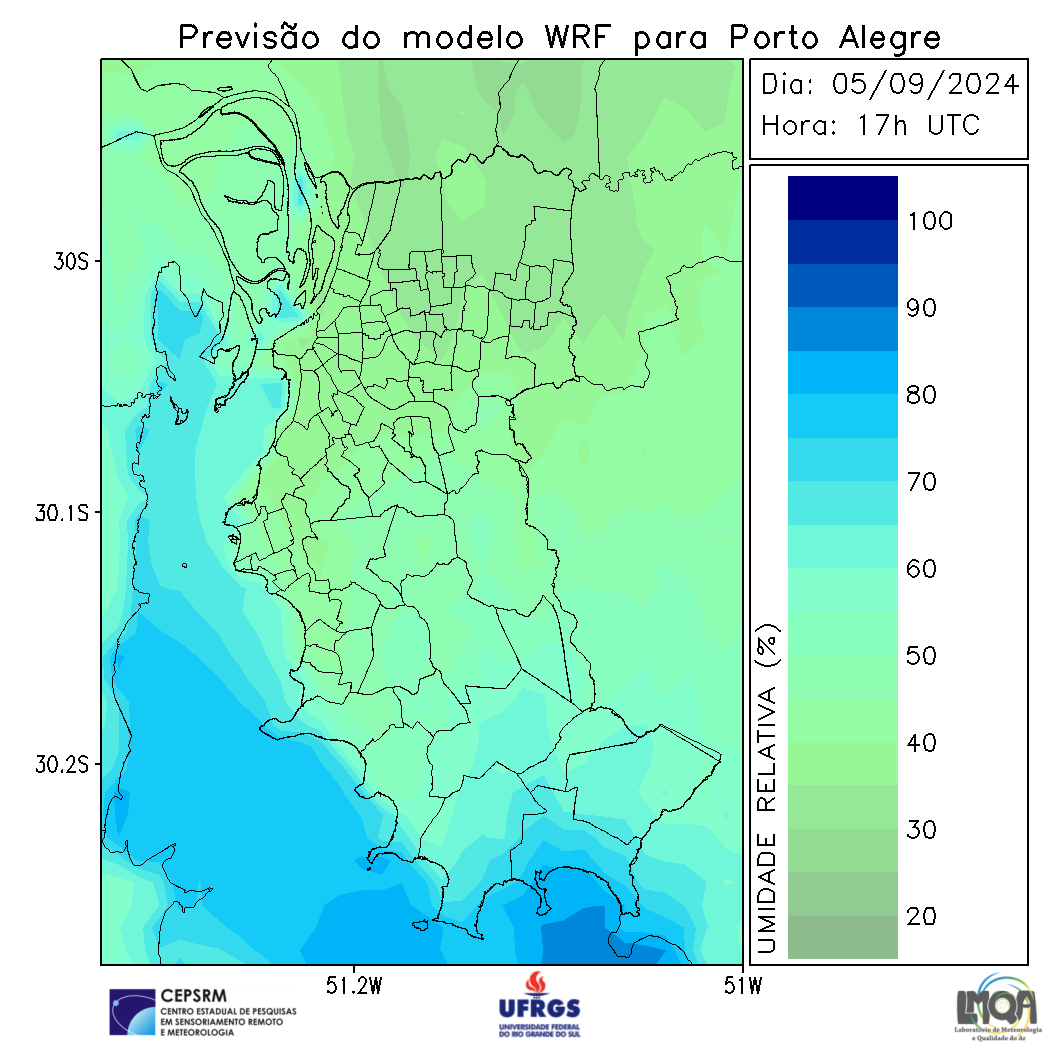 Previsão do modelo WRF para Porto Alegre
Dia: 05/09/2024
Hora: 17h UTC
30S
30.1S
30.2S
51.2W
51W
100
90
80
70
60
50
40
30
20
UMIDADE RELATIVA (%)
CEPSRM
CENTRO ESTADUAL DE PESQUISAS
EM SENSORIAMENTO REMOTO
E METEOROLOGIA
UFRGS
UNIVERSIDADE FEDERAL
DO RIO GRANDE DO SUL
LMQA
Laboratório de Meteorologia
e Qualidade do Ar